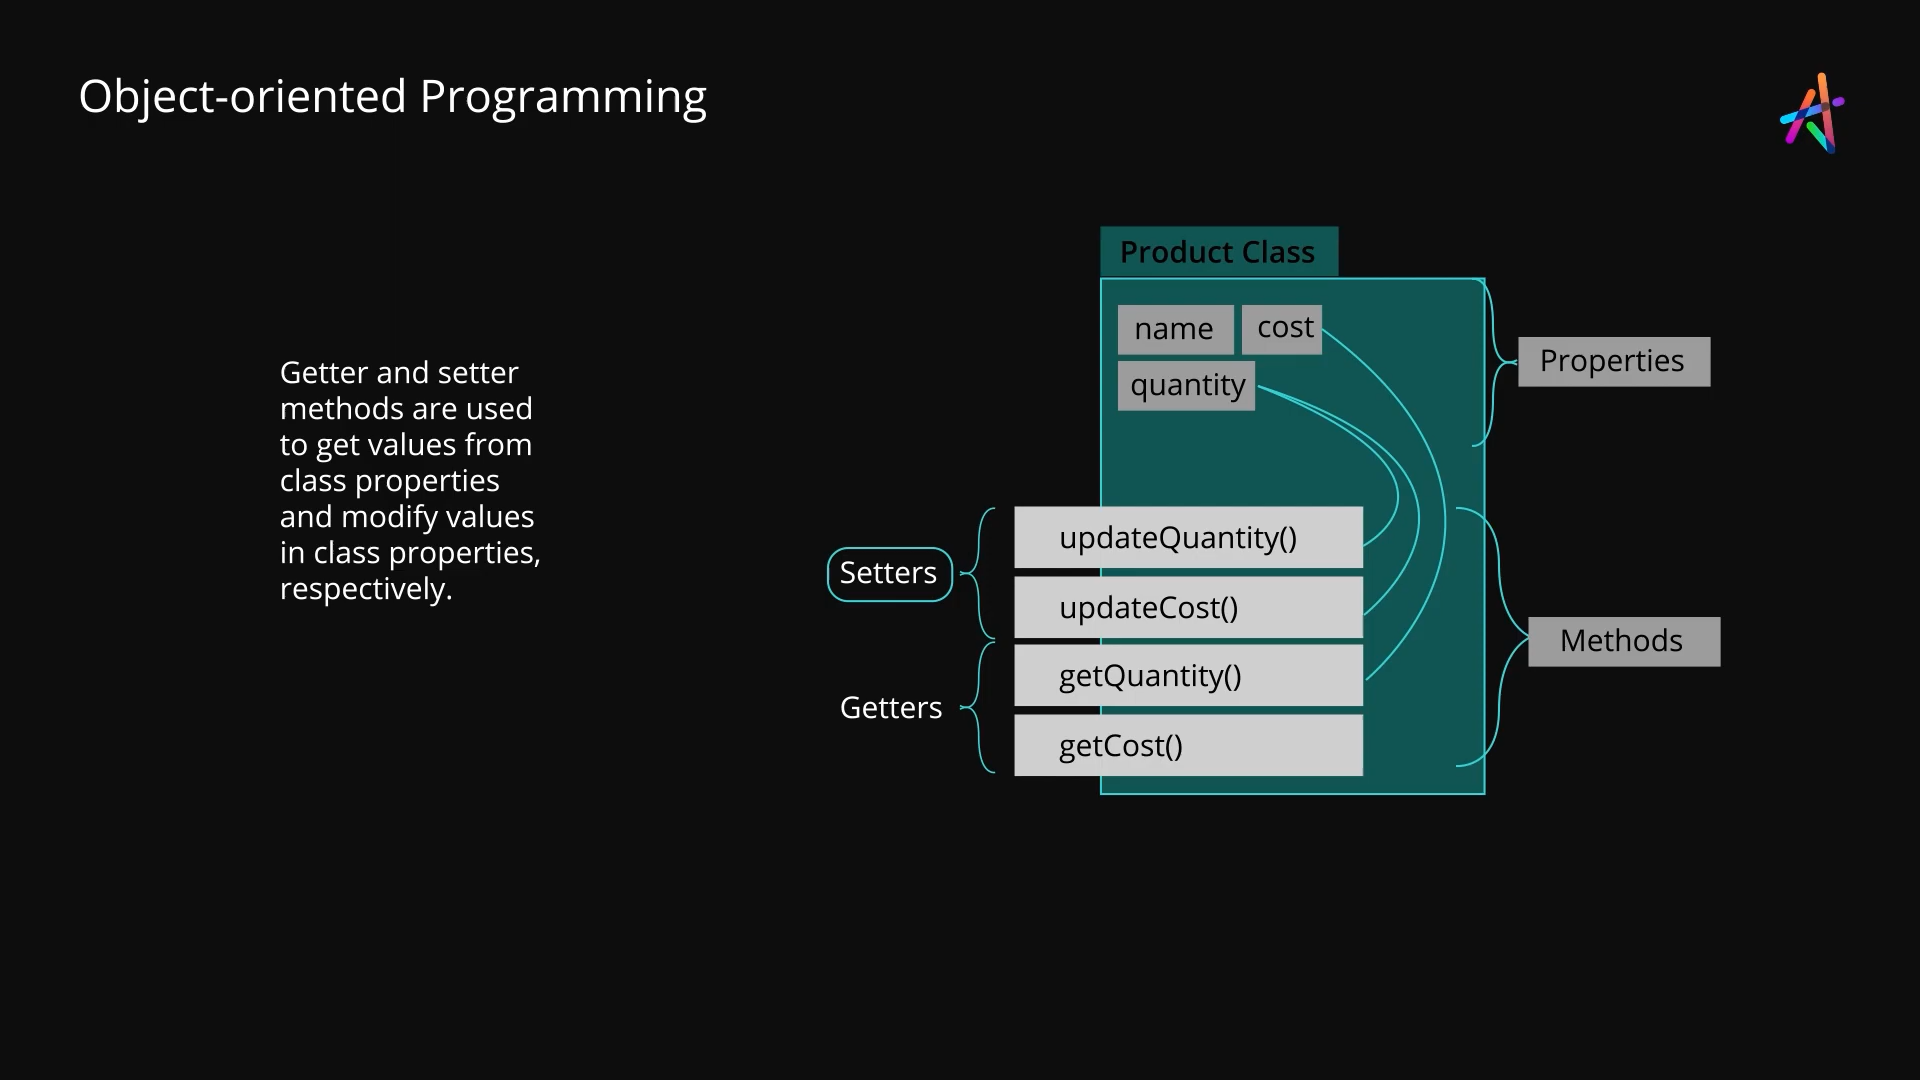 Object-oriented Programming
Getter and setter
methods are used
to get values from
class properties
and modify values
in class properties,
respectively.
Product Class
name
cost
quantity
Properties
updateQuantity()
updateCost()
getQuantity()
getCost()
Setters
Getters
Methods